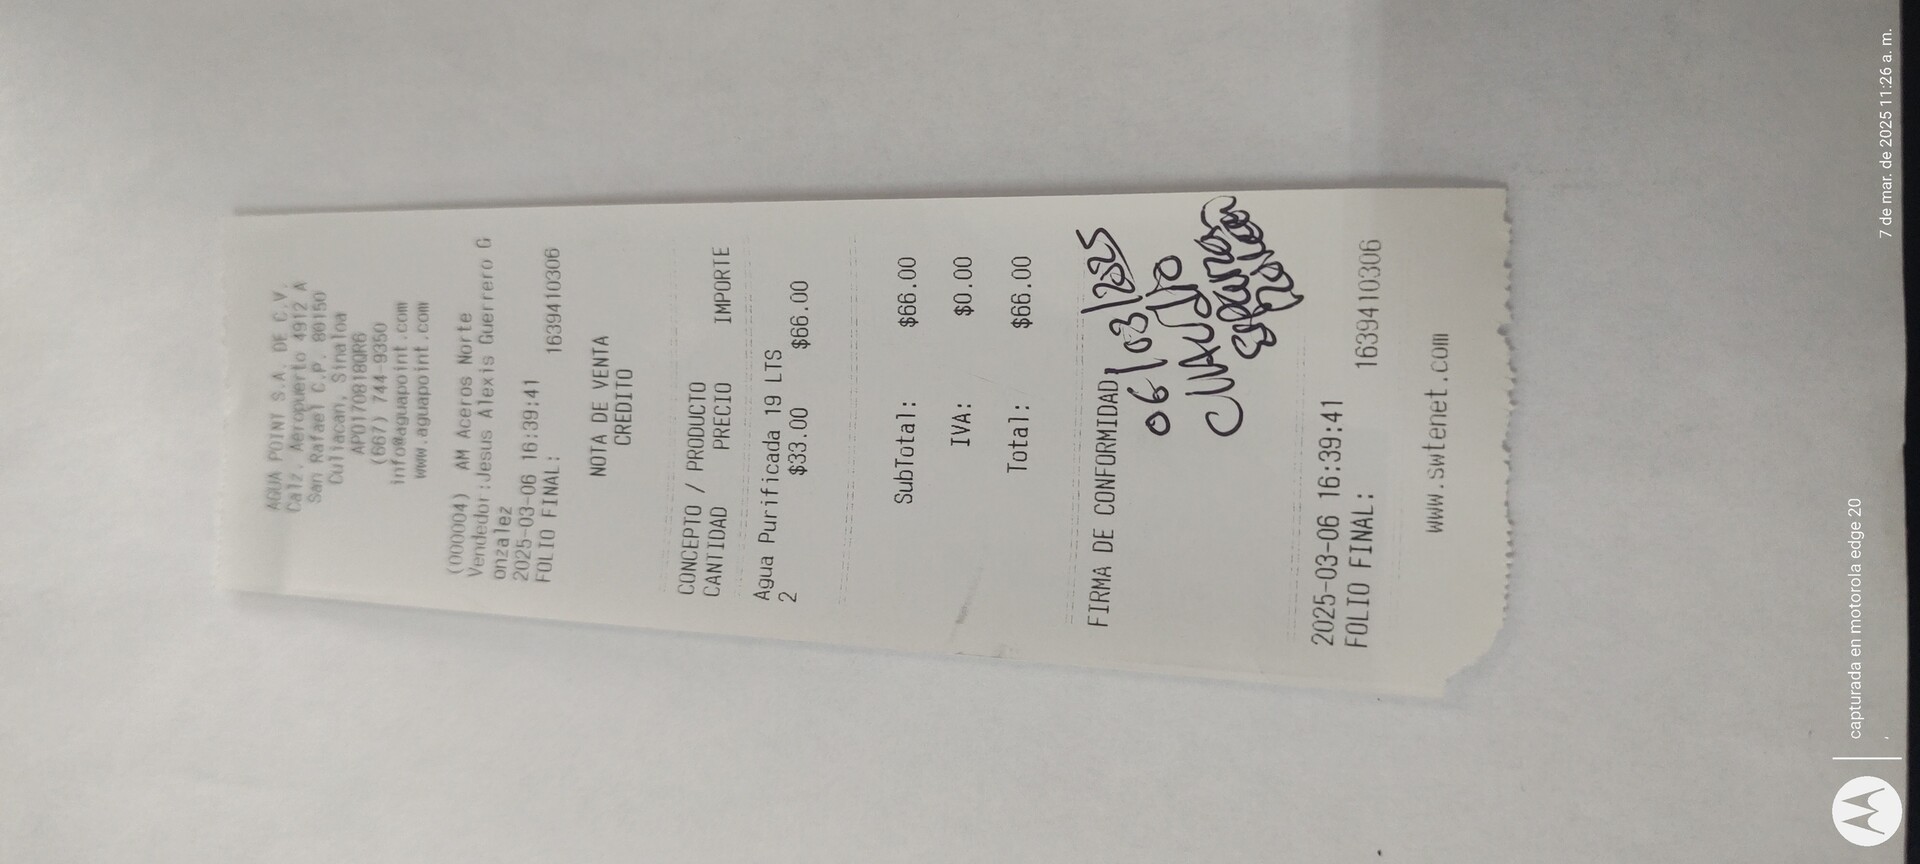 AGUA POINT S.A. DE C.V.
Calz. Aeropuerto 4912 A
San Rafael C.P. 80150
Culiacan, Sinaloa
APO170818QR6
(667) 744-9350
info@aguapoint.com
www.aguapoint.com
(000004) AM Aceros Norte
Vendedor:Jesus Alexis Guerrero G
onzalez
2025-03-06 16:39:41
FOLIO FINAL: 1639410306
NOTA DE VENTA
CREDITO
CONCEPTO / PRODUCTO
CANTIDAD PRECIO IMPORTE
Agua Purificada 19 LTS
2 $33.00 $66.00
SubTotal: $66.00
IVA: $0.00
Total: $66.00
FIRMA DE CONFORMIDAD
06/03/2025
2025-03-06 16:39:41
FOLIO FINAL: 1639410306
www.swtenet.com
capturada en motorola edge 20
7 de mar. de 2025 11:26 a. m.